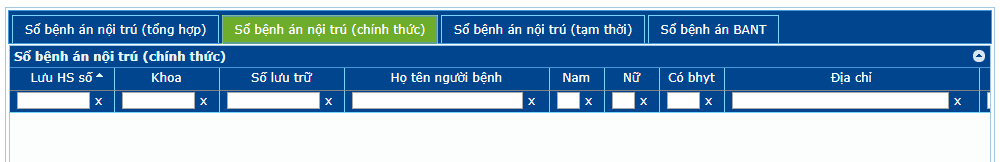 Sổ bệnh án nội trú (tổng hợp) Sổ bệnh án nội trú (chính thức) Sổ bệnh án nội trú (tạm thời) Sổ bệnh án BANT
Sổ bệnh án nội trú (chính thức)
Lưu HS số Khoa Số lưu trữ Họ tên người bệnh Nam Nữ Có bhyt Địa chỉ
x x x x x x x x